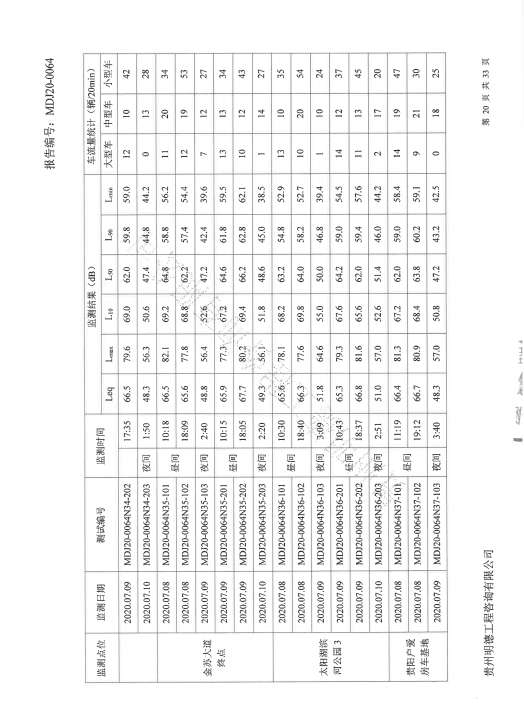 报告编号：MDJ20-0064
监测点位 监测日期 测试编号 监测时间 监测结果（dB） 车流量统计（辆/20min）
Leq Lmax L10 L50 L90 Lmin 大型车 中型车 小型车
2020.07.09 MDJ20-0064N34-202 17:35 66.5 79.6 69.0 62.0 59.8 59.0 12 10 42
2020.07.10 MDJ20-0064N34-203 夜间 1:50 48.3 56.3 50.6 47.4 44.8 44.2 0 13 28
金苏大道
终点
2020.07.08 MDJ20-0064N35-101 昼间 10:18 66.5 82.1 69.2 64.8 58.8 56.2 11 20 34
2020.07.08 MDJ20-0064N35-102 18:09 65.6 77.8 68.8 62.2 57.4 54.4 12 19 53
2020.07.09 MDJ20-0064N35-103 夜间 2:40 48.8 56.4 52.6 47.2 42.4 39.6 7 12 27
2020.07.09 MDJ20-0064N35-201 昼间 10:15 65.9 77.3 67.2 64.6 61.8 59.5 13 13 34
2020.07.09 MDJ20-0064N35-202 18:05 67.7 80.2 69.4 66.2 62.8 62.1 10 12 43
2020.07.10 MDJ20-0064N35-203 夜间 2:20 49.3 56.1 51.8 48.6 45.0 38.5 1 14 27
太阳湖滨
河公园 3
2020.07.08 MDJ20-0064N36-101 昼间 10:30 65.6 78.1 68.2 63.2 54.8 52.9 13 10 35
2020.07.08 MDJ20-0064N36-102 18:40 66.3 77.6 69.8 64.0 58.2 52.7 10 20 54
2020.07.09 MDJ20-0064N36-103 夜间 3:09 51.8 64.6 55.0 50.0 46.8 39.4 1 10 24
2020.07.09 MDJ20-0064N36-201 昼间 10:43 65.3 79.3 67.6 64.2 59.0 54.5 14 12 37
2020.07.09 MDJ20-0064N36-202 18:37 66.8 81.6 65.6 62.0 59.4 57.6 11 13 45
2020.07.10 MDJ20-0064N36-203 夜间 2:51 51.0 57.0 52.6 51.4 46.0 44.2 2 17 20
贵阳户爱
房车基地
2020.07.08 MDJ20-0064N37-101 昼间 11:19 66.4 81.3 67.2 62.0 59.0 58.4 14 19 47
2020.07.08 MDJ20-0064N37-102 19:12 66.7 80.9 68.4 63.8 60.2 59.1 9 21 30
2020.07.09 MDJ20-0064N37-103 夜间 3:40 48.3 57.0 50.8 47.2 43.2 42.5 0 18 25
贵州明德工程咨询有限公司
第 20 页 共 33 页